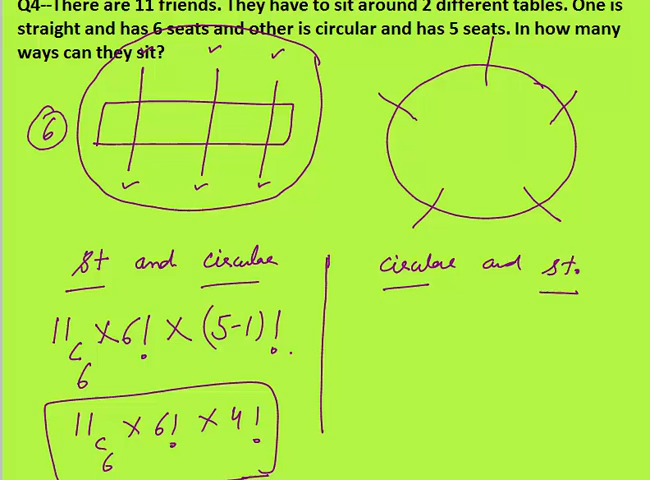 Q4--There are 11 friends. They have to sit around 2 different tables. One is
straight and has 6 seats and other is circular and has 5 seats. In how many
ways can they sit?
6
St and circular
11c6 × 6! × (5-1)!.
11c6 × 6! × 4!
circular and St.